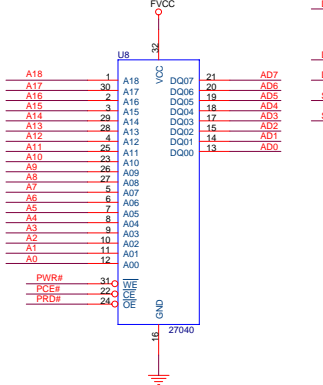 FVCC
U8
32
VCC
A18 1 A18 DQ07 21 AD7
A17 30 A17 DQ06 20 AD6
A16 2 A16 DQ05 19 AD5
A15 3 A15 DQ04 18 AD4
A14 29 A14 DQ03 17 AD3
A13 28 A13 DQ02 15 AD2
A12 4 A12 DQ01 14 AD1
A11 25 A11 DQ00 13 AD0
A10 23 A10
A9 26 A09
A8 27 A08
A7 5 A07
A6 6 A06
A5 7 A05
A4 8 A04
A3 9 A03
A2 10 A02
A1 11 A01
A0 12 A00
PWR# 31 WE
PCE# 22 CE
PRD# 24 OE
GND
16
27040